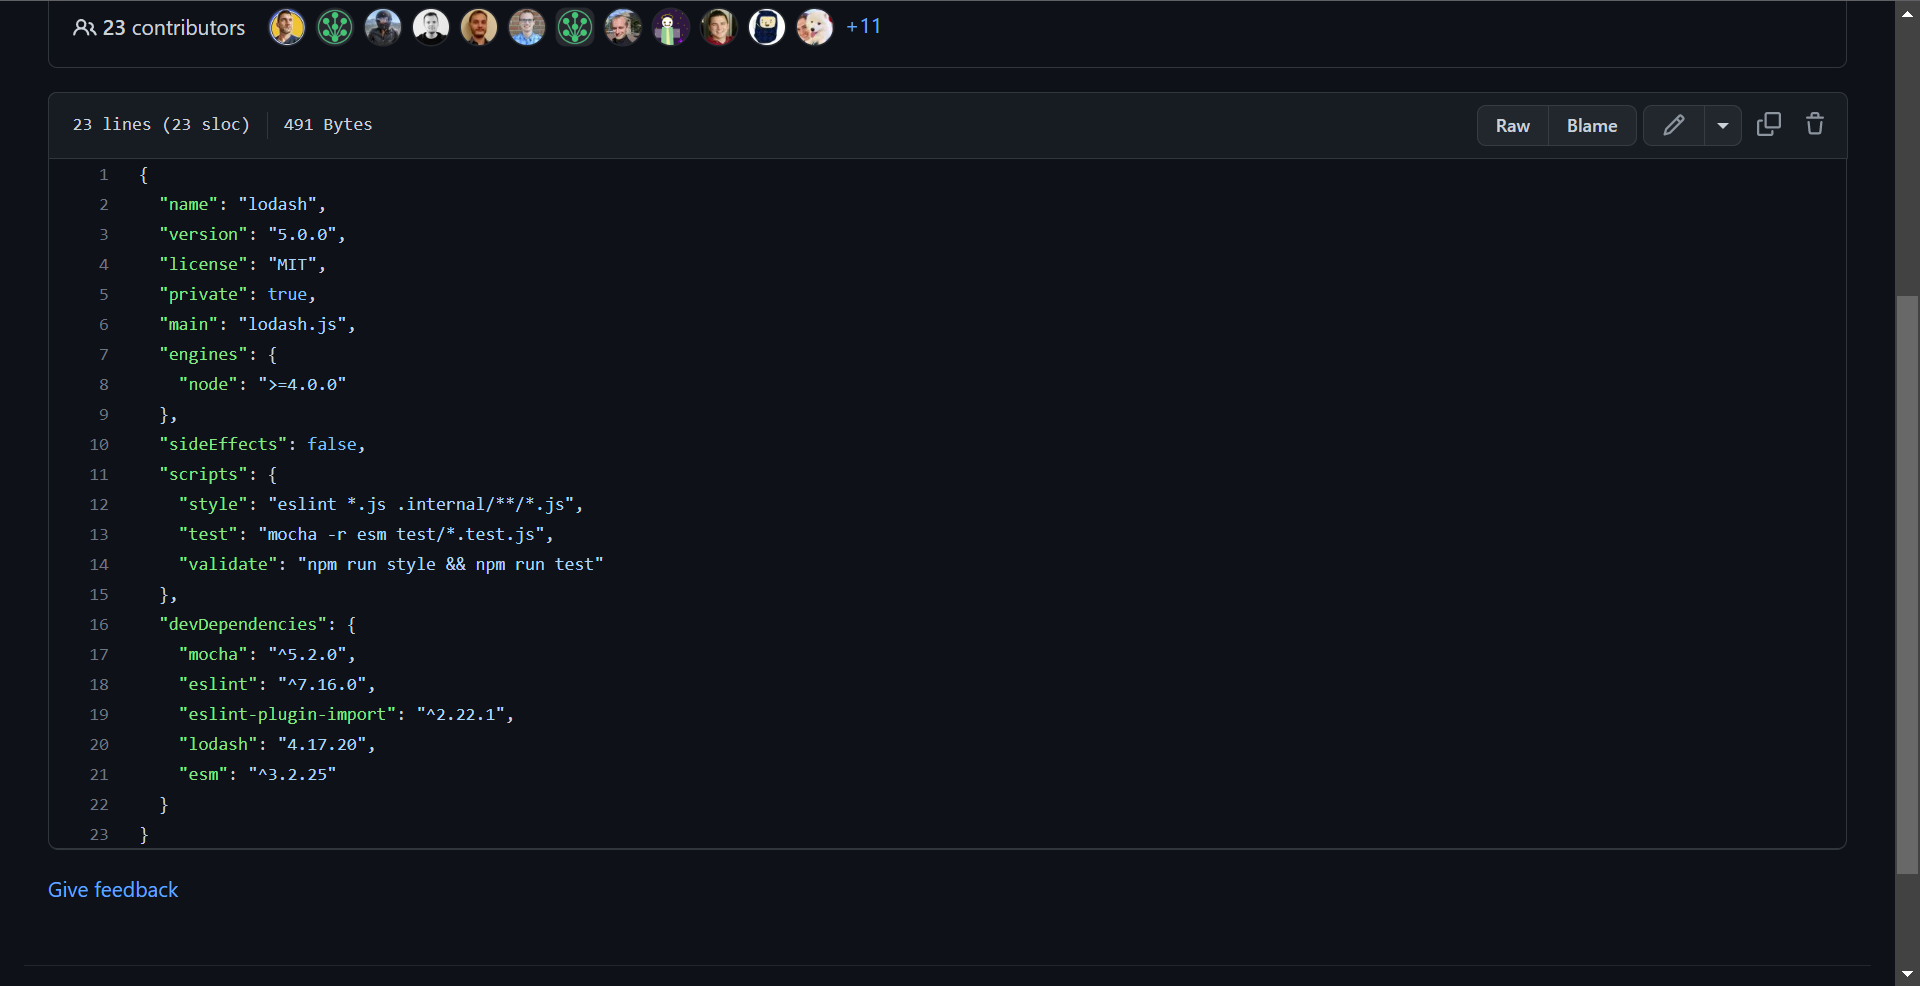 23 contributors +11
23 lines (23 sloc) 491 Bytes Raw Blame
1 {
2 "name": "lodash",
3 "version": "5.0.0",
4 "license": "MIT",
5 "private": true,
6 "main": "lodash.js",
7 "engines": {
8 "node": ">=4.0.0"
9 },
10 "sideEffects": false,
11 "scripts": {
12 "style": "eslint *.js .internal/**/*.js",
13 "test": "mocha -r esm test/*.test.js",
14 "validate": "npm run style && npm run test"
15 },
16 "devDependencies": {
17 "mocha": "^5.2.0",
18 "eslint": "^7.16.0",
19 "eslint-plugin-import": "^2.22.1",
20 "lodash": "4.17.20",
21 "esm": "^3.2.25"
22 }
23 }
Give feedback